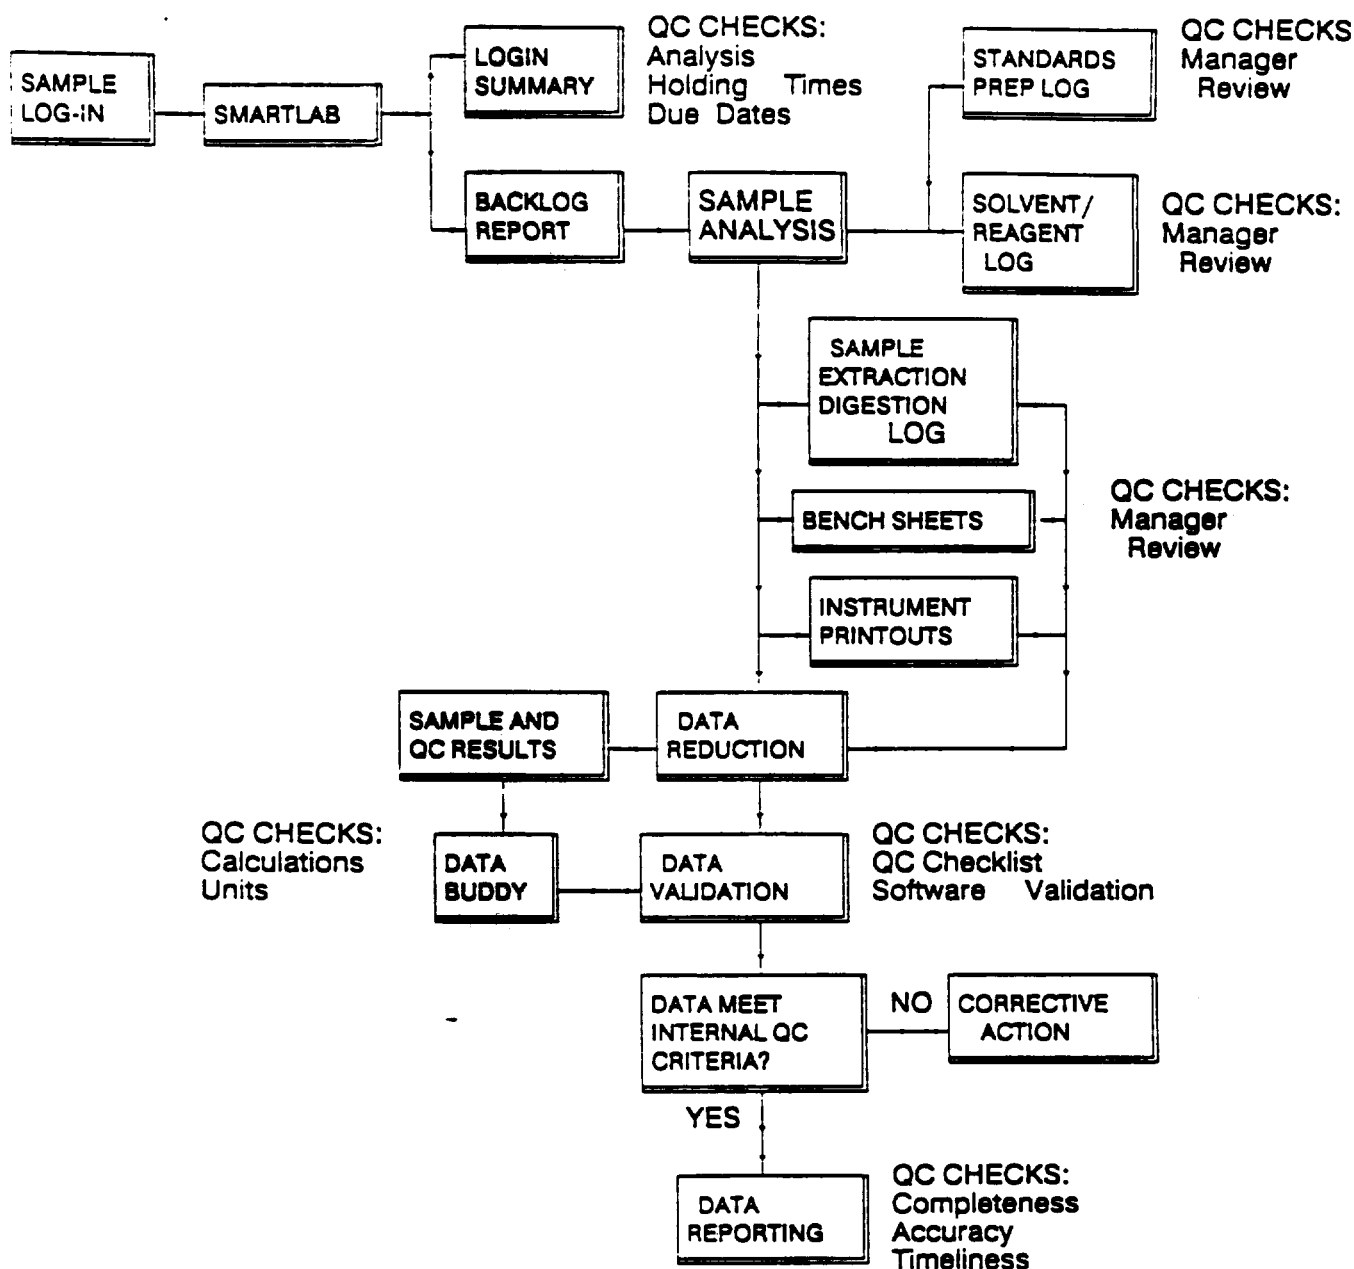 SAMPLE
LOG-IN
SMARTLAB
LOGIN
SUMMARY
QC CHECKS:
Analysis
Holding Times
Due Dates
STANDARDS
PREP LOG
QC CHECKS
Manager
Review
BACKLOG
REPORT
SAMPLE
ANALYSIS
SOLVENT/
REAGENT
LOG
QC CHECKS:
Manager
Review
SAMPLE
EXTRACTION
DIGESTION
LOG
BENCH SHEETS
QC CHECKS:
Manager
Review
INSTRUMENT
PRINTOUTS
SAMPLE AND
QC RESULTS
DATA
REDUCTION
QC CHECKS:
Calculations
Units
DATA
BUDDY
DATA
VALIDATION
QC CHECKS:
QC Checklist
Software Validation
DATA MEET
INTERNAL QC
CRITERIA?
NO
CORRECTIVE
ACTION
YES
DATA
REPORTING
QC CHECKS:
Completeness
Accuracy
Timeliness